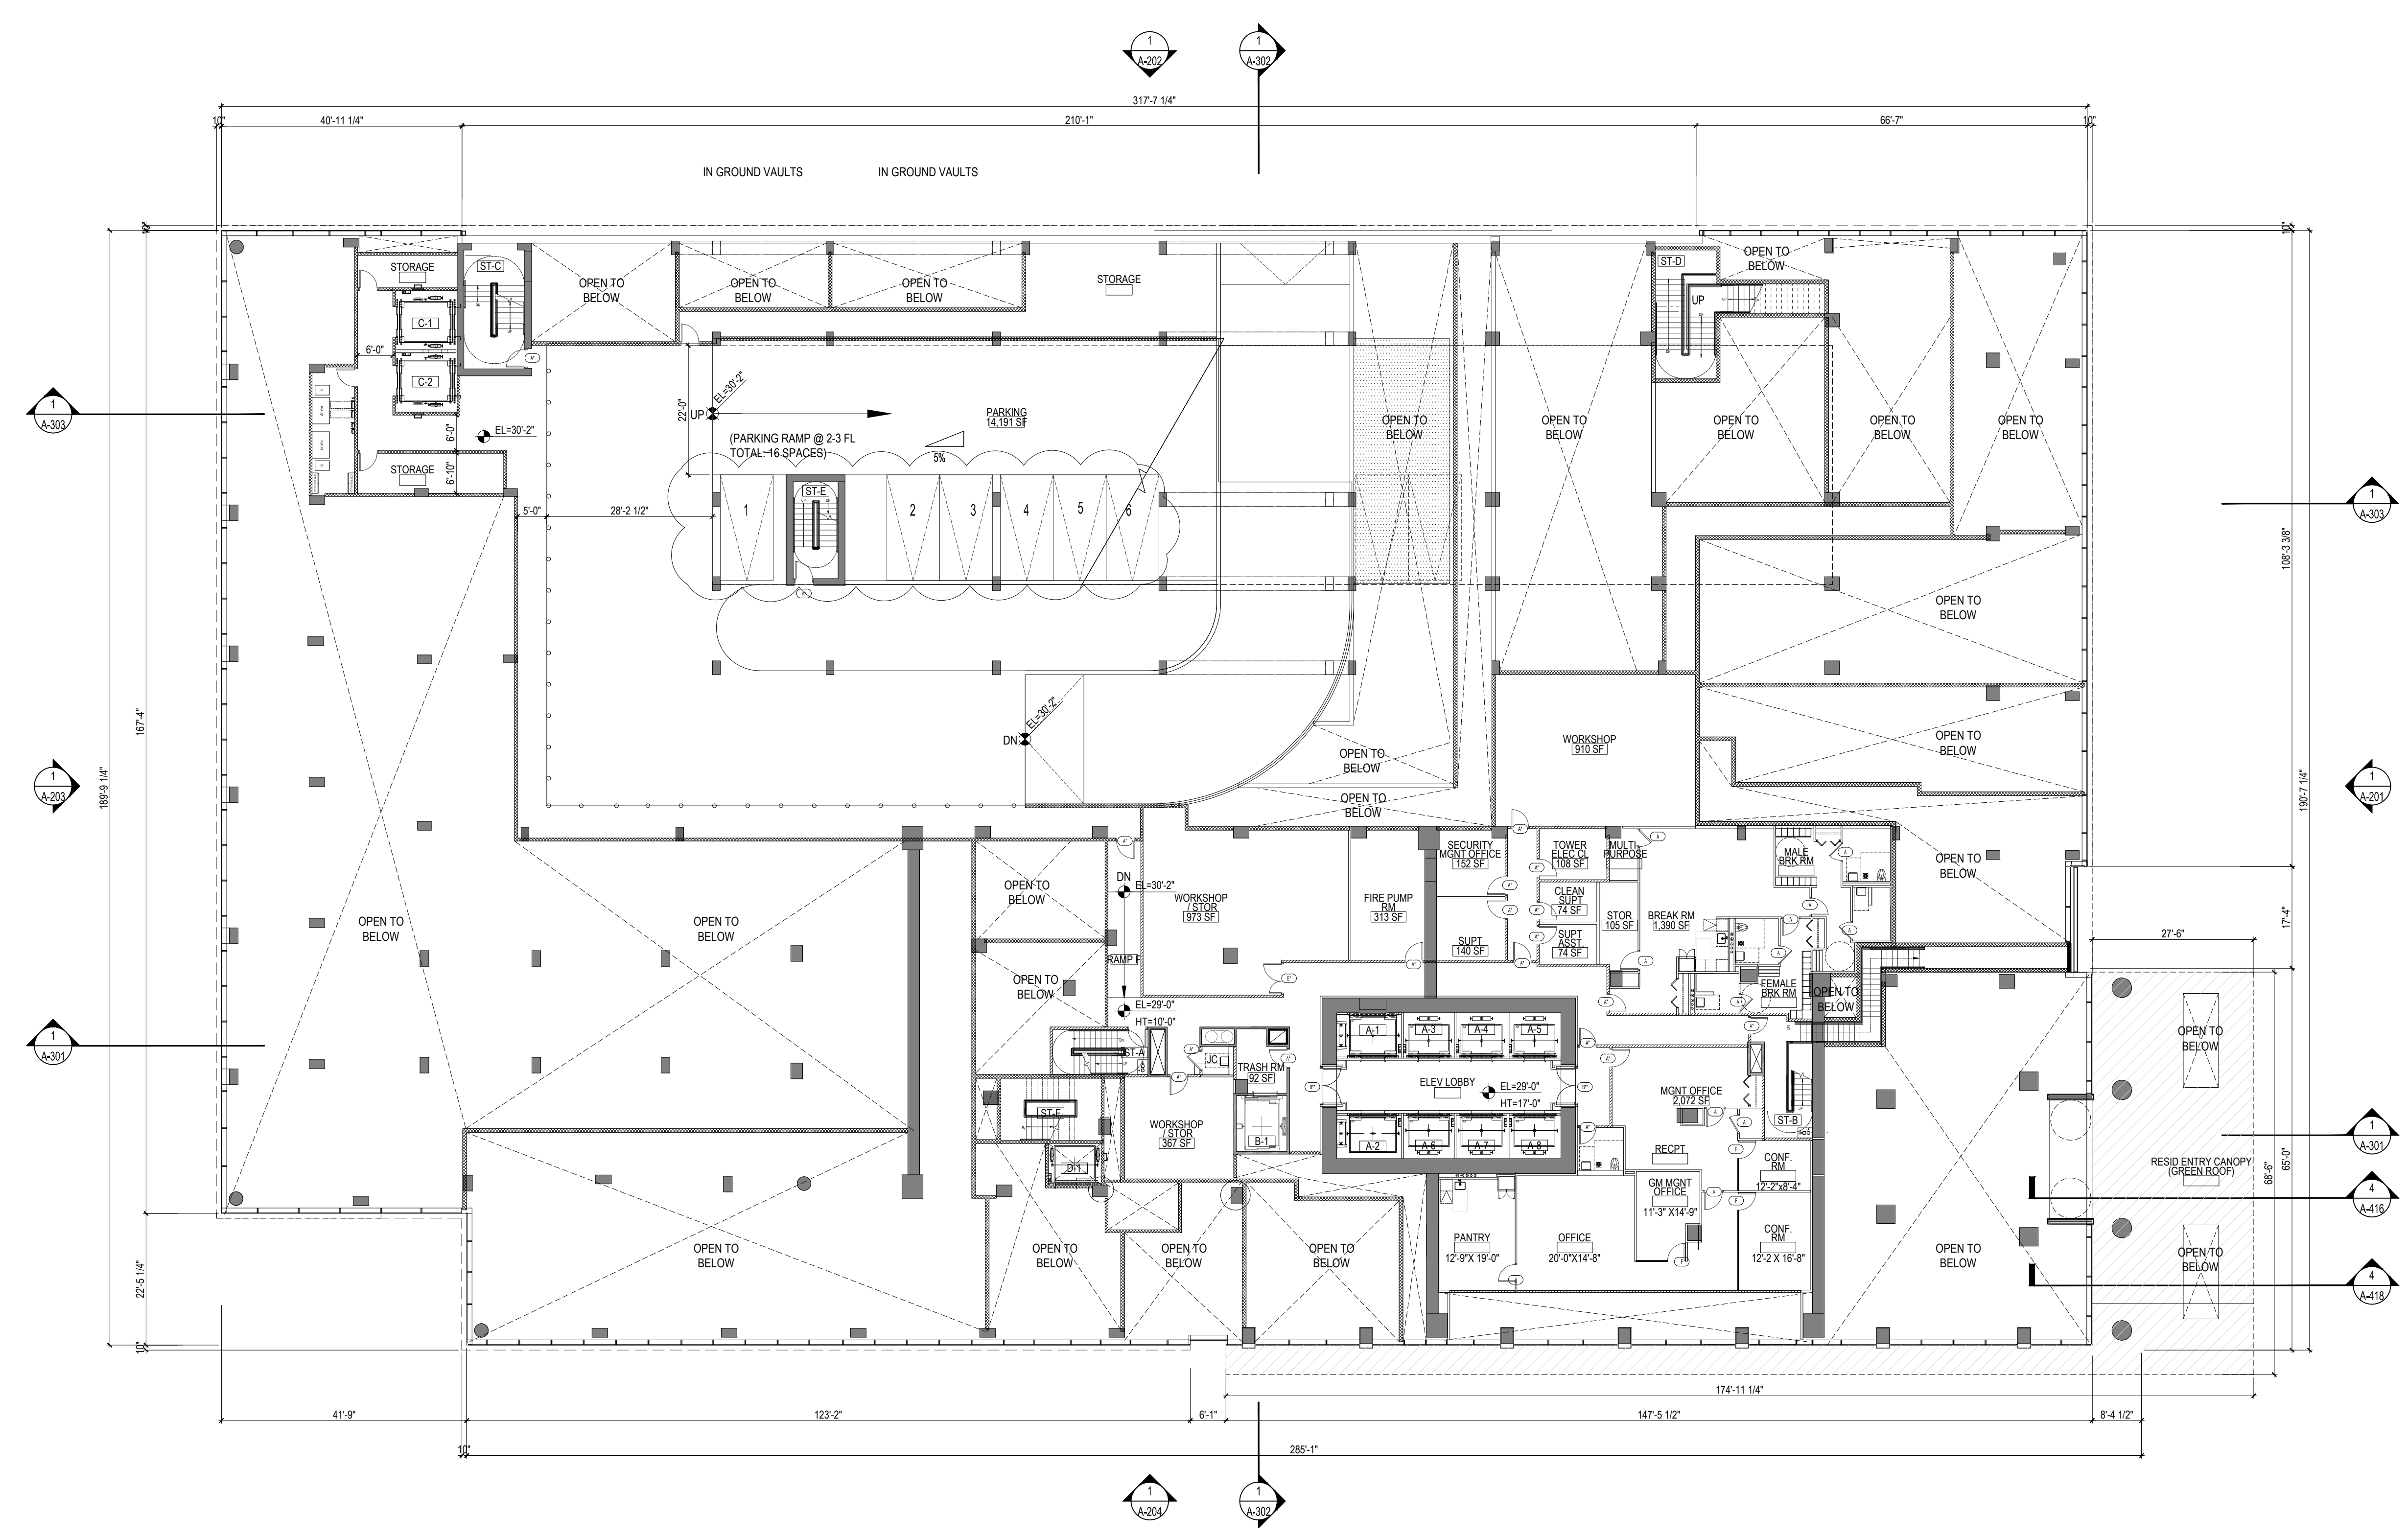 1
A-202
1
A-302
317'-7 1/4"
10"
40'-11 1/4"
210'-1"
66'-7"
10"
IN GROUND VAULTS
IN GROUND VAULTS
10"
10"
STORAGE
ST-C
OPEN TO
BELOW
OPEN TO
BELOW
OPEN TO
BELOW
STORAGE
ST-D
OPEN TO
BELOW
UP
C-1
6'-0"
C-2
1
A-303
EL=30'-2"
22'-0"
UP
EL=30'-2"
PARKING
14,191 SF
(PARKING RAMP @ 2-3 FL
TOTAL: 16 SPACES)
5%
6'-0"
6'-10"
STORAGE
OPEN TO
BELOW
OPEN TO
BELOW
OPEN TO
BELOW
OPEN TO
BELOW
OPEN TO
BELOW
1
A-303
5'-0"
28'-2 1/2"
1
ST-E
UP
DN
2
3
4
5
6
108'-3 3/8"
OPEN TO
BELOW
167'-4"
189'-9 1/4"
EL=30'-2"
DN
OPEN TO
BELOW
OPEN TO
BELOW
WORKSHOP
910 SF
OPEN TO
BELOW
1
A-203
1
A-201
190'-7 1/4"
OPEN TO
BELOW
OPEN TO
BELOW
OPEN TO
BELOW
OPEN TO
BELOW
DN
EL=30'-2"
WORKSHOP
/ STOR
973 SF
FIRE PUMP
RM
313 SF
SECURITY
MGNT OFFICE
152 SF
TOWER
ELEC CL
108 SF
MULTI-
PURPOSE
MALE
BRK RM
CLEAN
SUPT
74 SF
STOR
105 SF
BREAK RM
1,390 SF
SUPT
140 SF
SUPT
ASST.
74 SF
17'-4"
27'-6"
RAMP F
OPEN TO
BELOW
EL=29'-0"
HT=10'-0"
FEMALE
BRK RM
OPEN TO
BELOW
1
A-301
ST-A
JC
TRASH RM
92 SF
A-1
A-3
A-4
A-5
ELEV LOBBY
EL=29'-0"
HT=17'-0"
MGNT OFFICE
2,072 SF
ST-B
OPEN TO
BELOW
ST-F
WORKSHOP
/ STOR
367 SF
B-1
D-1
A-2
A-6
A-7
A-8
RECPT
CONF.
RM
12'-2"x8'-4"
GM MGNT
OFFICE
11'-3" X14'-9"
RESID ENTRY CANOPY
(GREEN ROOF)
1
A-301
65'-0"
68'-6"
4
A-416
OPEN TO
BELOW
OPEN TO
BELOW
OPEN TO
BELOW
OPEN TO
BELOW
PANTRY
12'-9"X 19'-0"
OFFICE
20'-0"X14'-8"
CONF.
RM
12'-2 X 16'-8"
OPEN TO
BELOW
OPEN TO
BELOW
4
A-418
22'-5 1/4"
10"
174'-11 1/4"
41'-9"
123'-2"
6'-1"
147'-5 1/2"
8'-4 1/2"
10"
285'-1"
1
A-204
1
A-302